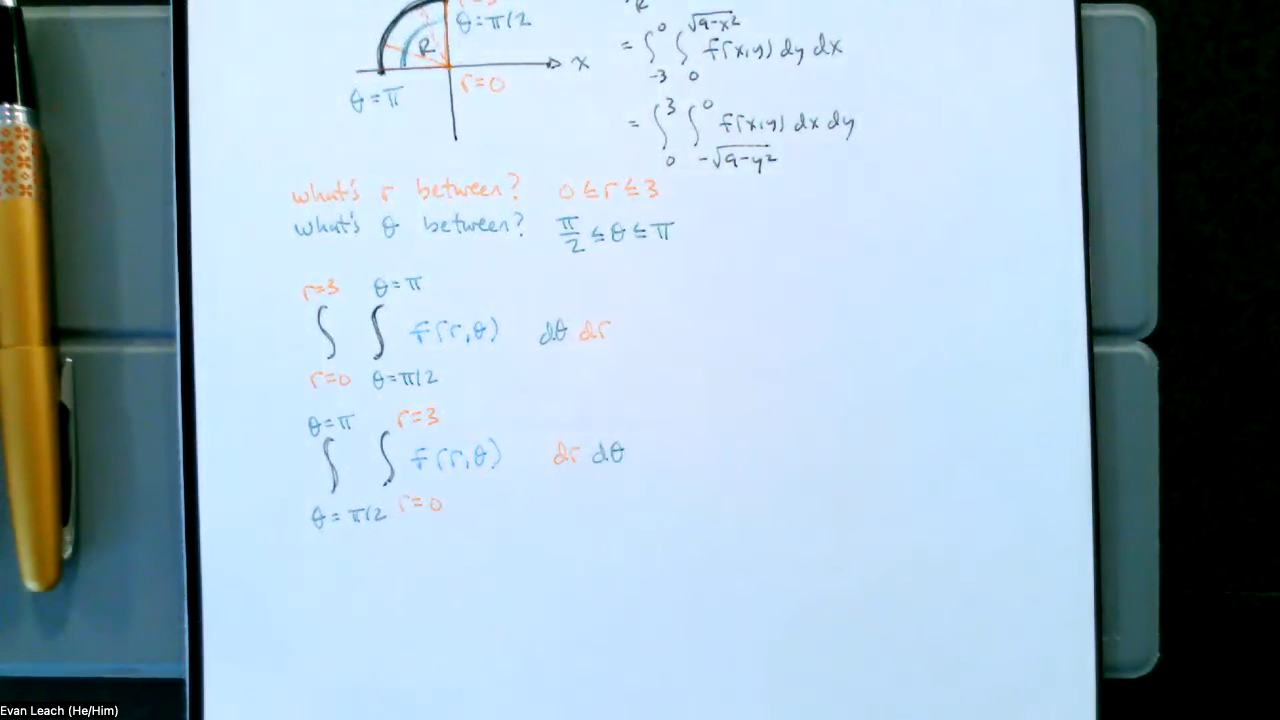 θ = π/2
R
x
r=0
θ = π
= ∫_{-3}^{0} ∫_{0}^{√(9-x²)} f(x,y) dy dx
= ∫_{0}^{3} ∫_{-√(9-y²)}^{0} f(x,y) dx dy
what's r between? 0 ≤ r ≤ 3
what's θ between? π/2 ≤ θ ≤ π
∫_{r=0}^{r=3} ∫_{θ=π/2}^{θ=π} f(r,θ) dθ dr
∫_{θ=π/2}^{θ=π} ∫_{r=0}^{r=3} f(r,θ) dr dθ
Evan Leach (He/Him)